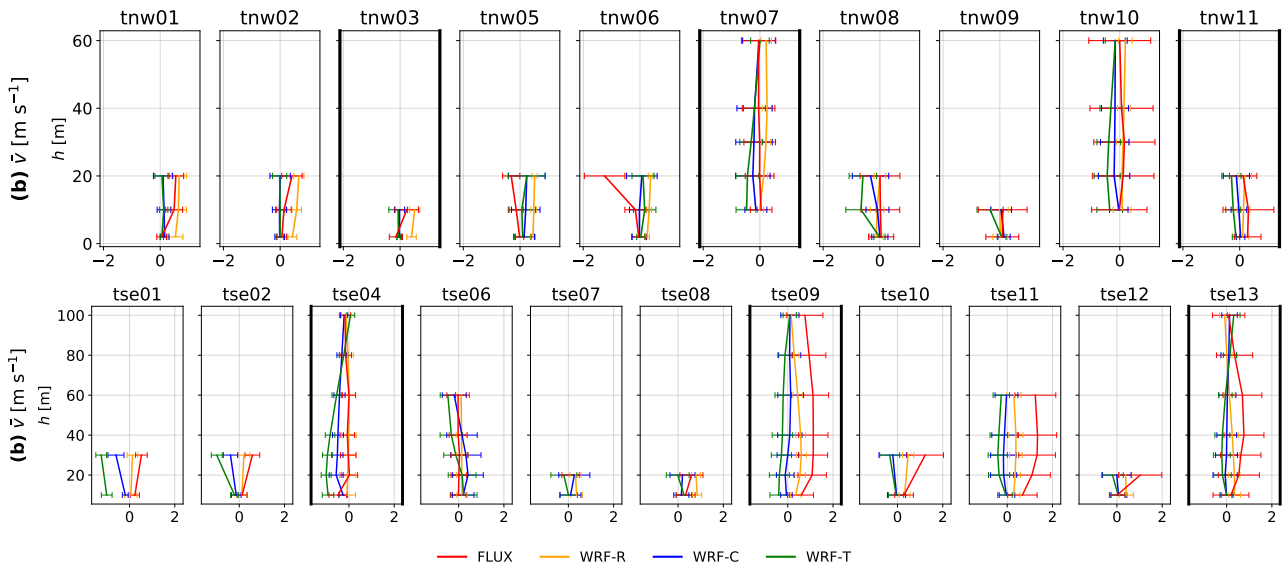 tnw01 tnw02 tnw03 tnw05 tnw06 tnw07 tnw08 tnw09 tnw10 tnw11
(b) v̄ [m s⁻¹]
h [m]
60
40
20
0
−2 0 −2 0 −2 0 −2 0 −2 0 −2 0 −2 0 −2 0 −2 0 −2 0
tse01 tse02 tse04 tse06 tse07 tse08 tse09 tse10 tse11 tse12 tse13
(b) v̄ [m s⁻¹]
h [m]
100
80
60
40
20
0 2 0 2 0 2 0 2 0 2 0 2 0 2 0 2 0 2 0 2 0 2
FLUX WRF-R WRF-C WRF-T